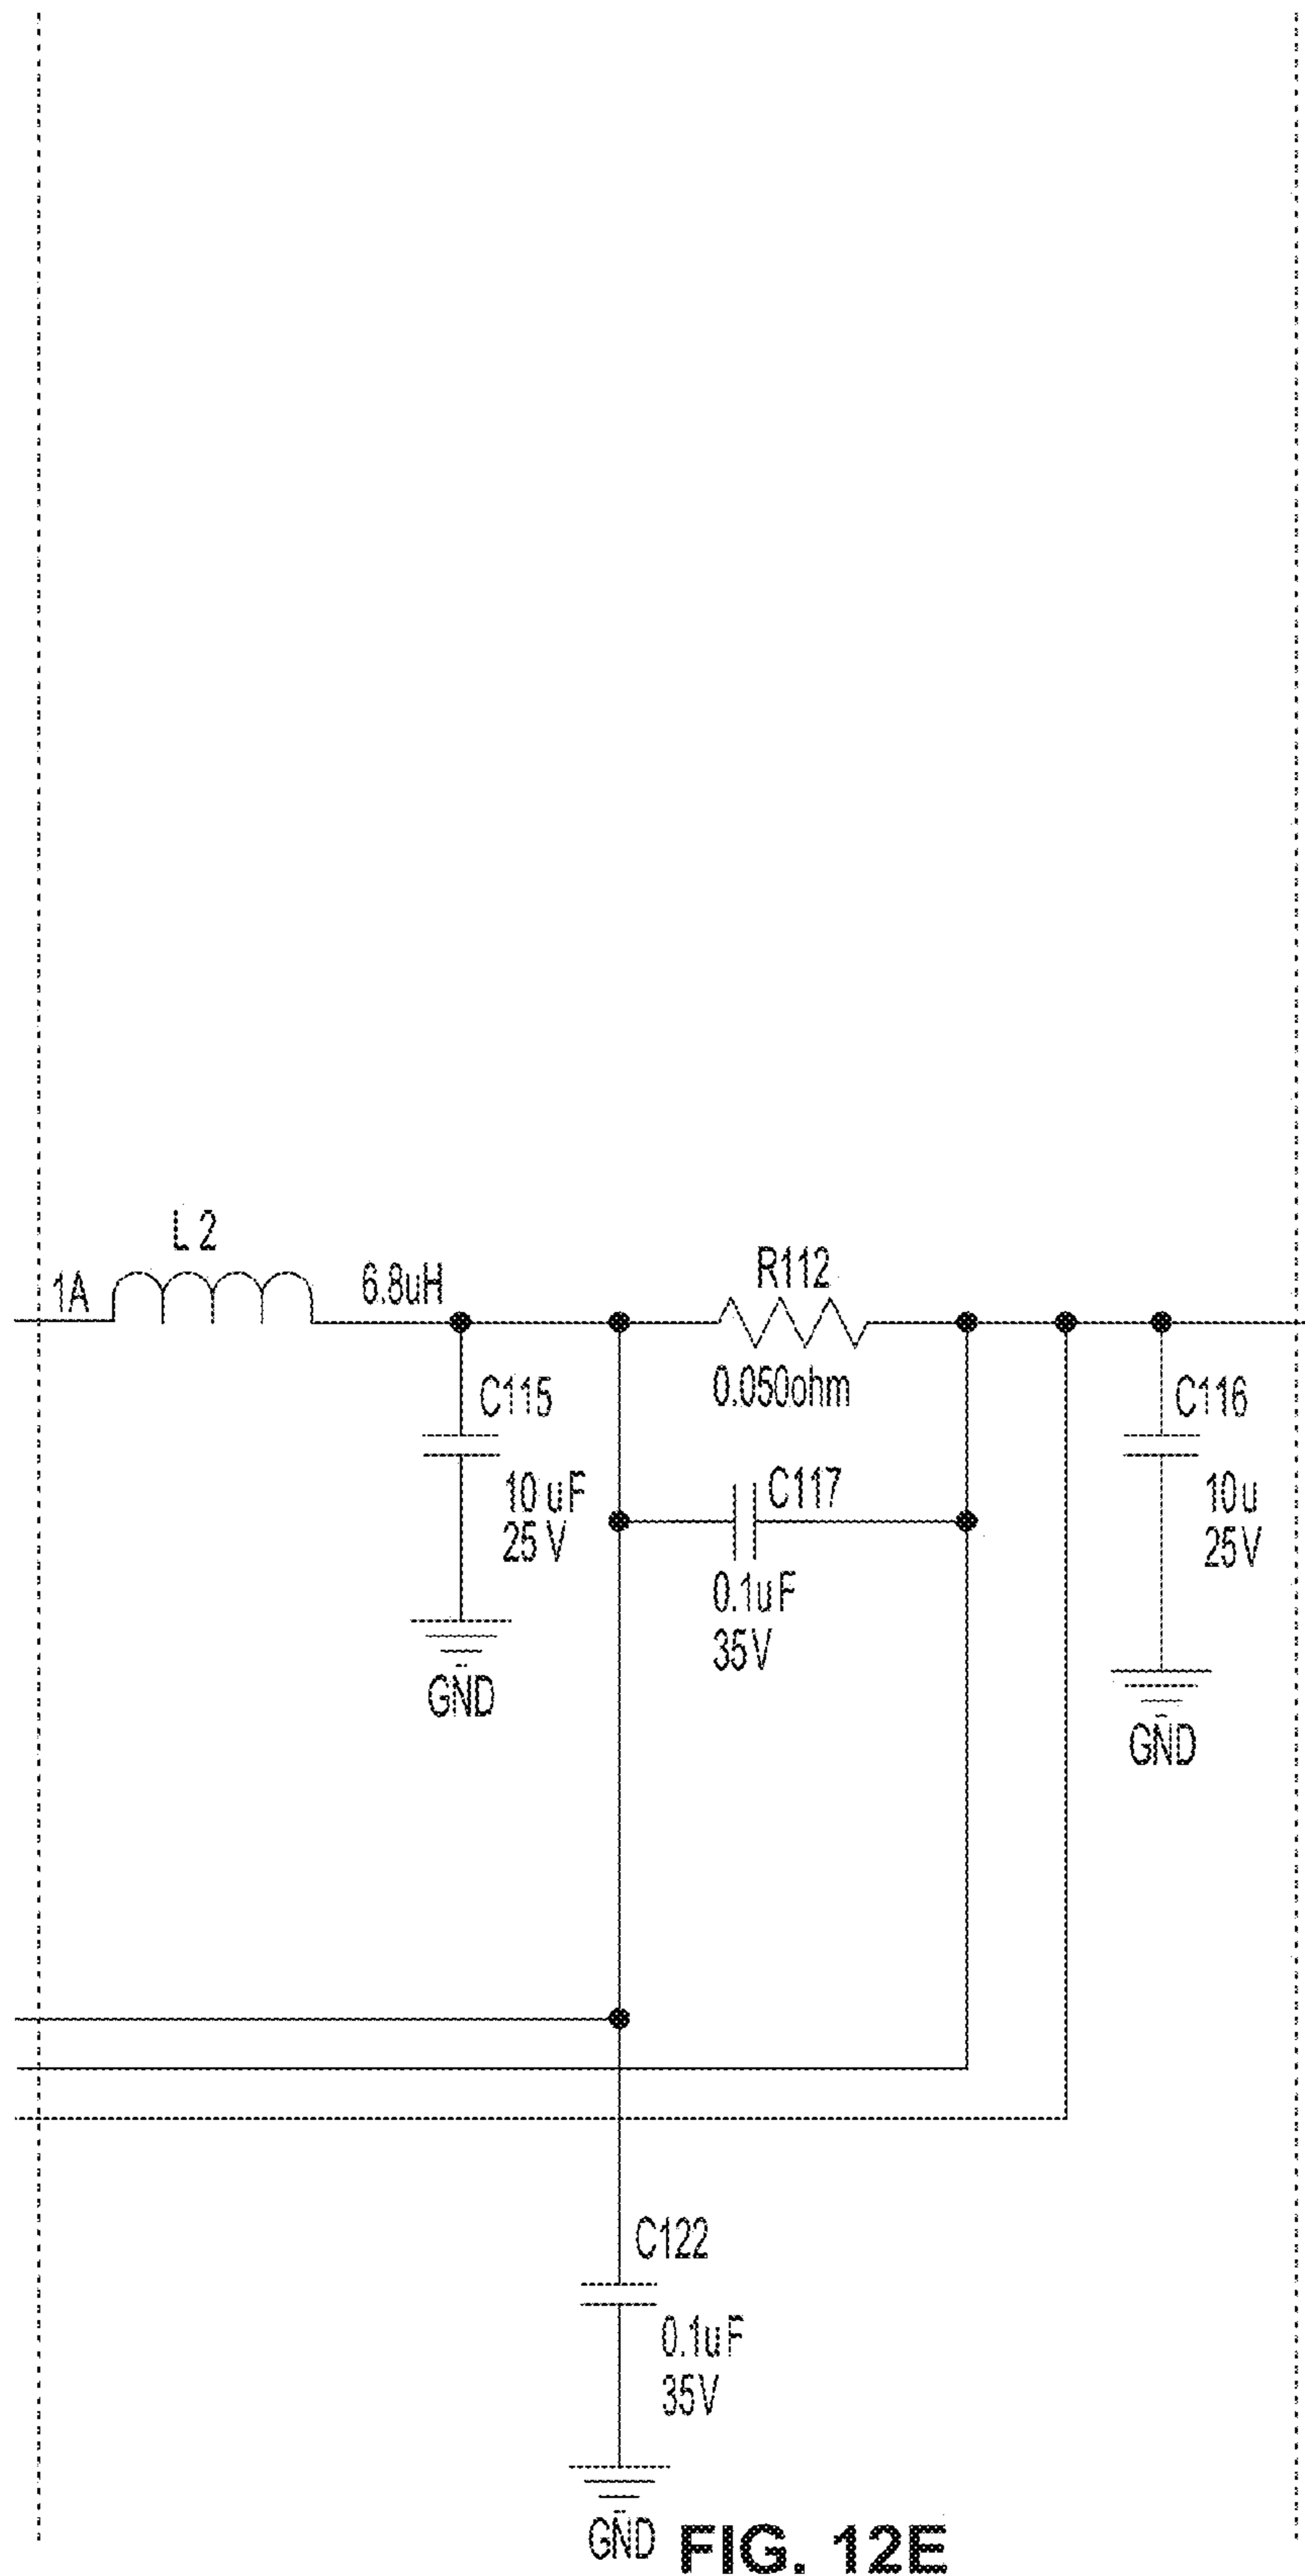 L 2
1A
6.8uH
R112
0.050ohm
C115
10 uF
25 V
GND
C117
0.1uF
35V
C116
10u
25V
GND
C122
0.1uF
35V
GND
FIG. 12E